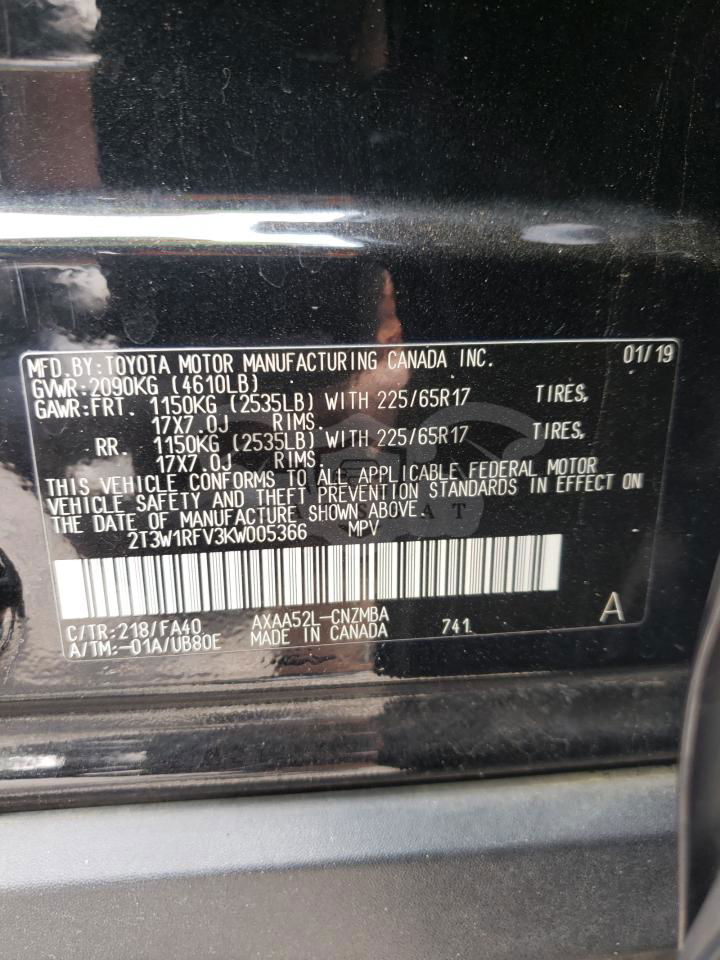 MFD.BY:TOYOTA MOTOR MANUFACTURING CANADA INC. 01/19
GVWR:2090KG (4610LB)
GAWR:FRT. 1150KG (2535LB) WITH 225/65R17 TIRES,
17X7.0J RIMS.
RR. 1150KG (2535LB) WITH 225/65R17 TIRES,
17X7.0J RIMS.
THIS VEHICLE CONFORMS TO ALL APPLICABLE FEDERAL MOTOR
VEHICLE SAFETY AND THEFT PREVENTION STANDARDS IN EFFECT ON
THE DATE OF MANUFACTURE SHOWN ABOVE.
2T3W1RFV3KW005366 MPV
C/TR:218/FA40 AXAA52L-CNZMBA A
A/TM:-01A/UB80E MADE IN CANADA 741